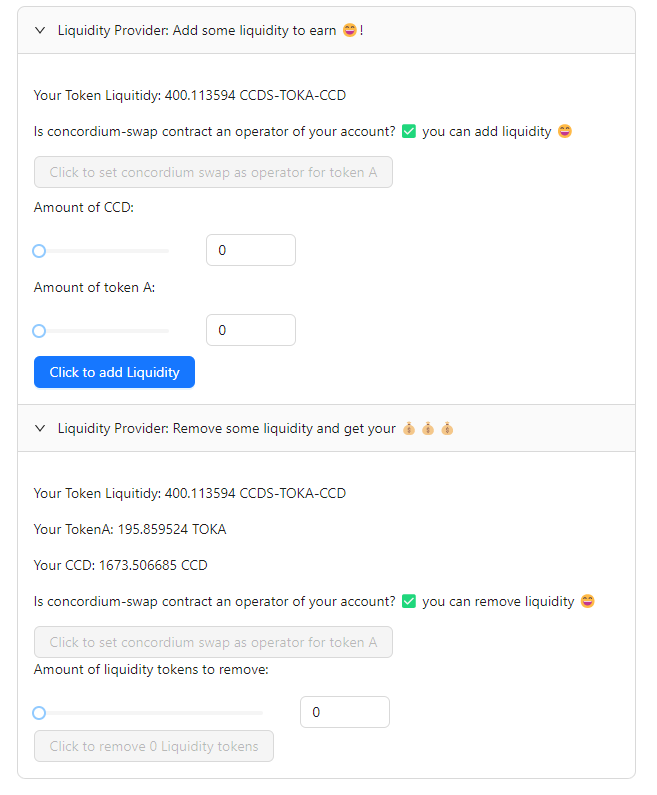 Liquidity Provider: Add some liquidity to earn 😄 !
Your Token Liquitidy: 400.113594 CCDS-TOKA-CCD
Is concordium-swap contract an operator of your account? ✅ you can add liquidity 😄
Click to set concordium swap as operator for token A
Amount of CCD:
0
Amount of token A:
0
Click to add Liquidity
Liquidity Provider: Remove some liquidity and get your 💰 💰 💰
Your Token Liquitidy: 400.113594 CCDS-TOKA-CCD
Your TokenA: 195.859524 TOKA
Your CCD: 1673.506685 CCD
Is concordium-swap contract an operator of your account? ✅ you can remove liquidity 😄
Click to set concordium swap as operator for token A
Amount of liquidity tokens to remove:
0
Click to remove 0 Liquidity tokens